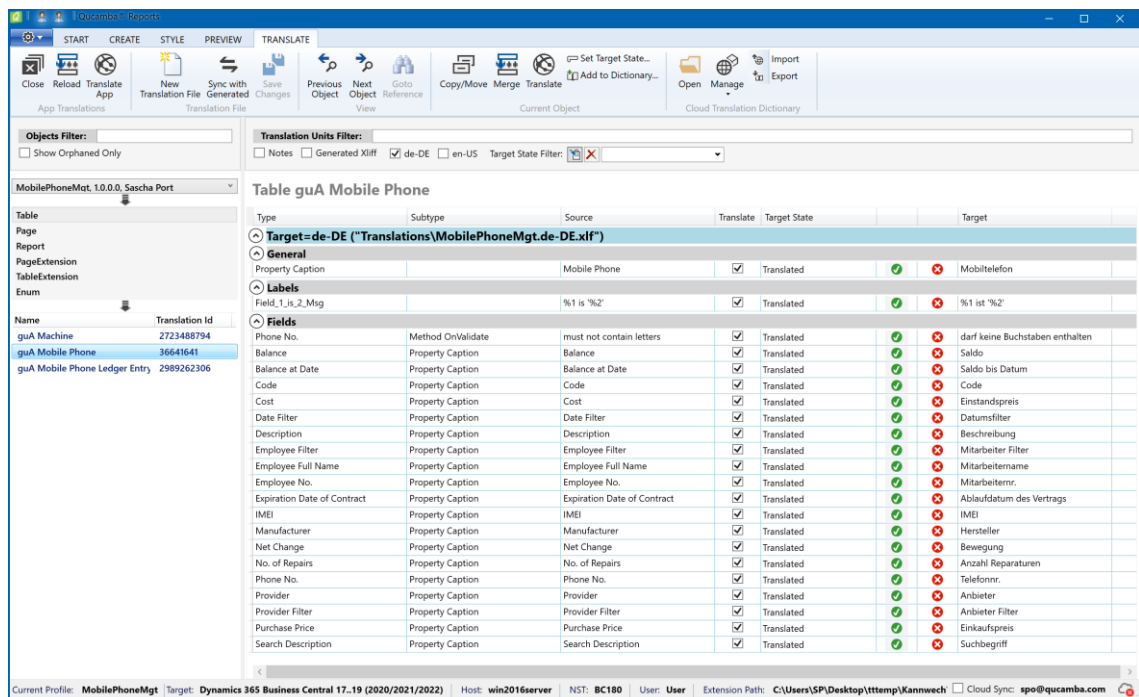 Qucamba® Reports
START CREATE STYLE PREVIEW TRANSLATE
Close Reload Translate App
App Translations
New Translation File Sync with Generated Save Changes
Translation File
Previous Object Next Object Goto Reference
View
Copy/Move Merge Translate Set Target State...
Add to Dictionary...
Current Object
Open Manage Import
Export
Cloud Translation Dictionary
Objects Filter:
Show Orphaned Only
Translation Units Filter:
Notes Generated Xliff de-DE en-US Target State Filter:
MobilePhoneMgt, 1.0.0.0, Sascha Port
Table
Page
Report
PageExtension
TableExtension
Enum
Name Translation Id
guA Machine 2723488794
guA Mobile Phone 36641641
guA Mobile Phone Ledger Entry 2989262306
Table guA Mobile Phone
Type Subtype Source Translate Target State Target
Target=de-DE ("Translations\MobilePhoneMgt.de-DE.xlf")
General
Property Caption Mobile Phone Translated Mobiltelefon
Labels
Field_1_is_2_Msg %1 is '%2' Translated %1 ist '%2'
Fields
Phone No. Method OnValidate must not contain letters Translated darf keine Buchstaben enthalten
Balance Property Caption Balance Translated Saldo
Balance at Date Property Caption Balance at Date Translated Saldo bis Datum
Code Property Caption Code Translated Code
Cost Property Caption Cost Translated Einstandspreis
Date Filter Property Caption Date Filter Translated Datumsfilter
Description Property Caption Description Translated Beschreibung
Employee Filter Property Caption Employee Filter Translated Mitarbeiter Filter
Employee Full Name Property Caption Employee Full Name Translated Mitarbeitername
Employee No. Property Caption Employee No. Translated Mitarbeiternr.
Expiration Date of Contract Property Caption Expiration Date of Contract Translated Ablaufdatum des Vertrags
IMEI Property Caption IMEI Translated IMEI
Manufacturer Property Caption Manufacturer Translated Hersteller
Net Change Property Caption Net Change Translated Bewegung
No. of Repairs Property Caption No. of Repairs Translated Anzahl Reparaturen
Phone No. Property Caption Phone No. Translated Telefonnr.
Provider Property Caption Provider Translated Anbieter
Provider Filter Property Caption Provider Filter Translated Anbieter Filter
Purchase Price Property Caption Purchase Price Translated Einkaufspreis
Search Description Property Caption Search Description Translated Suchbegriff
Current Profile: MobilePhoneMgt Target: Dynamics 365 Business Central 17..19 (2020/2021/2022) Host: win2016server NST: BC180 User: User Extension Path: C:\Users\SP\Desktop\tttemp\Kannwech Cloud Sync: spo@qucamba.com